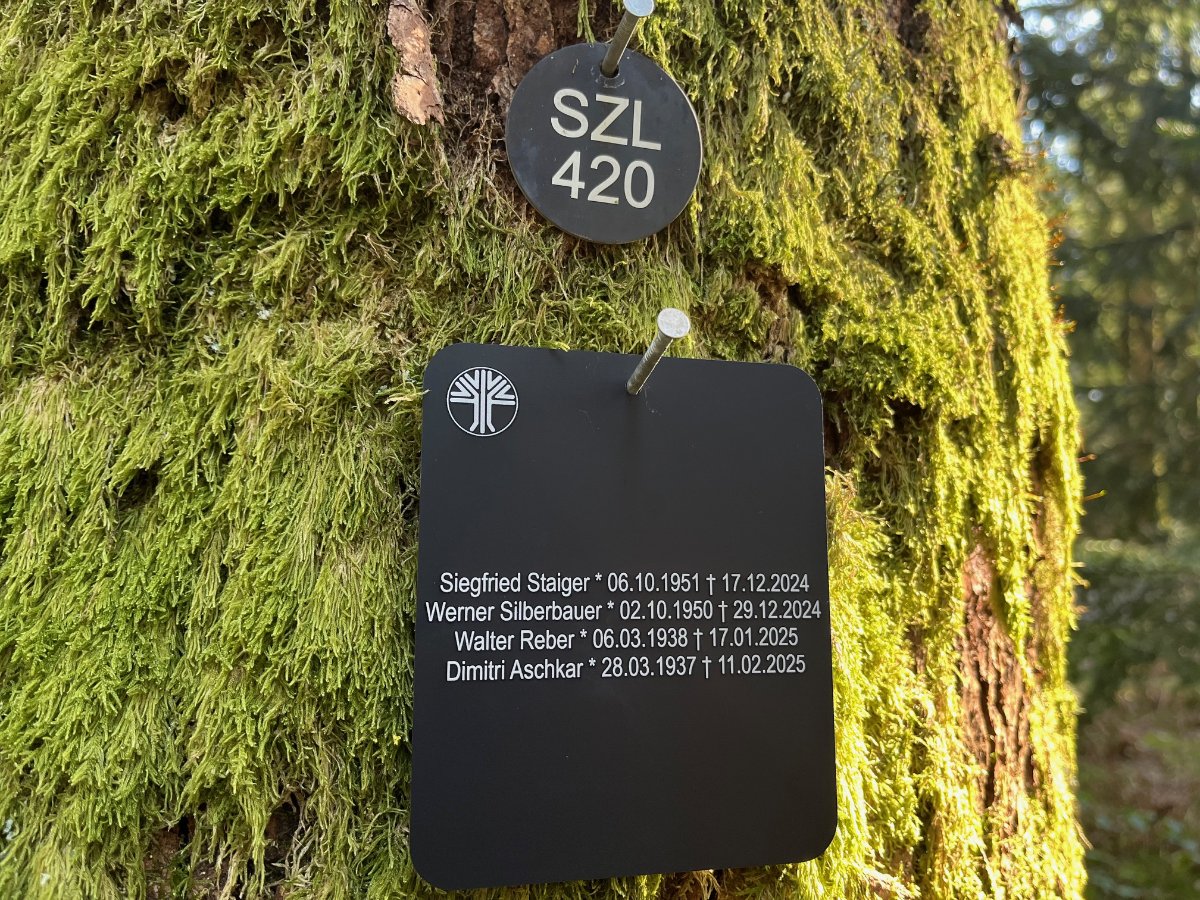 SZL
420
Siegfried Staiger * 06.10.1951 † 17.12.2024
Werner Silberbauer * 02.10.1950 † 29.12.2024
Walter Reber * 06.03.1938 † 17.01.2025
Dimitri Aschkar * 28.03.1937 † 11.02.2025